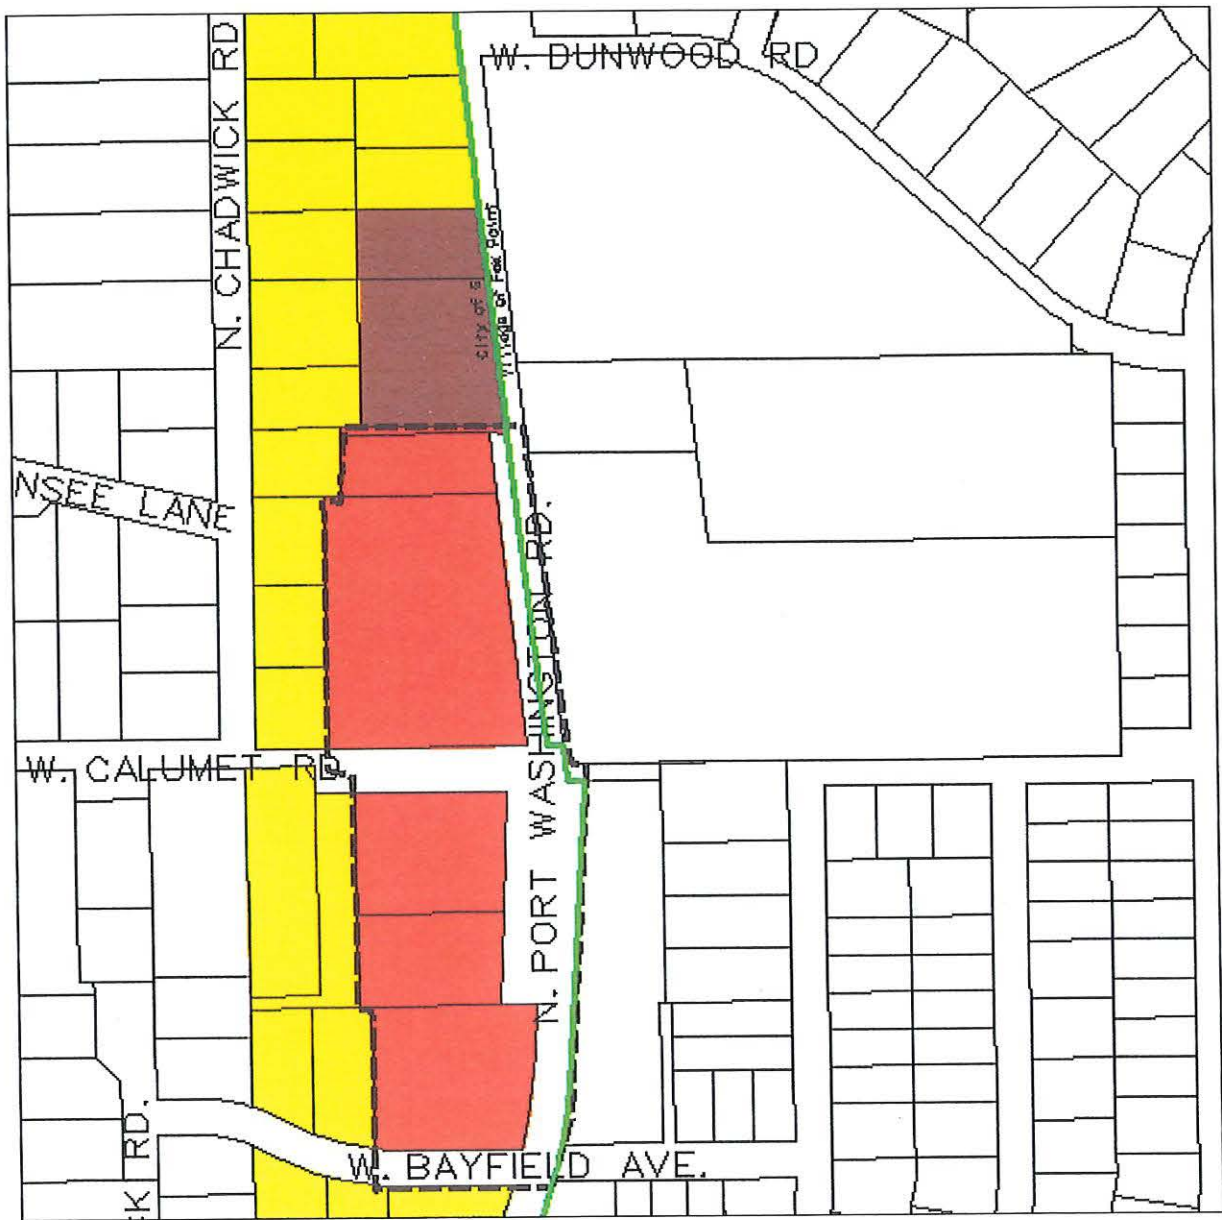 W. DUNWOOD RD
N. CHADWICK RD
City of G
Village of Fox Point
NSEE LANE
N. PORT WASHINGTON RD.
W. CALUMET RD
CK RD.
W. BAYFIELD AVE.